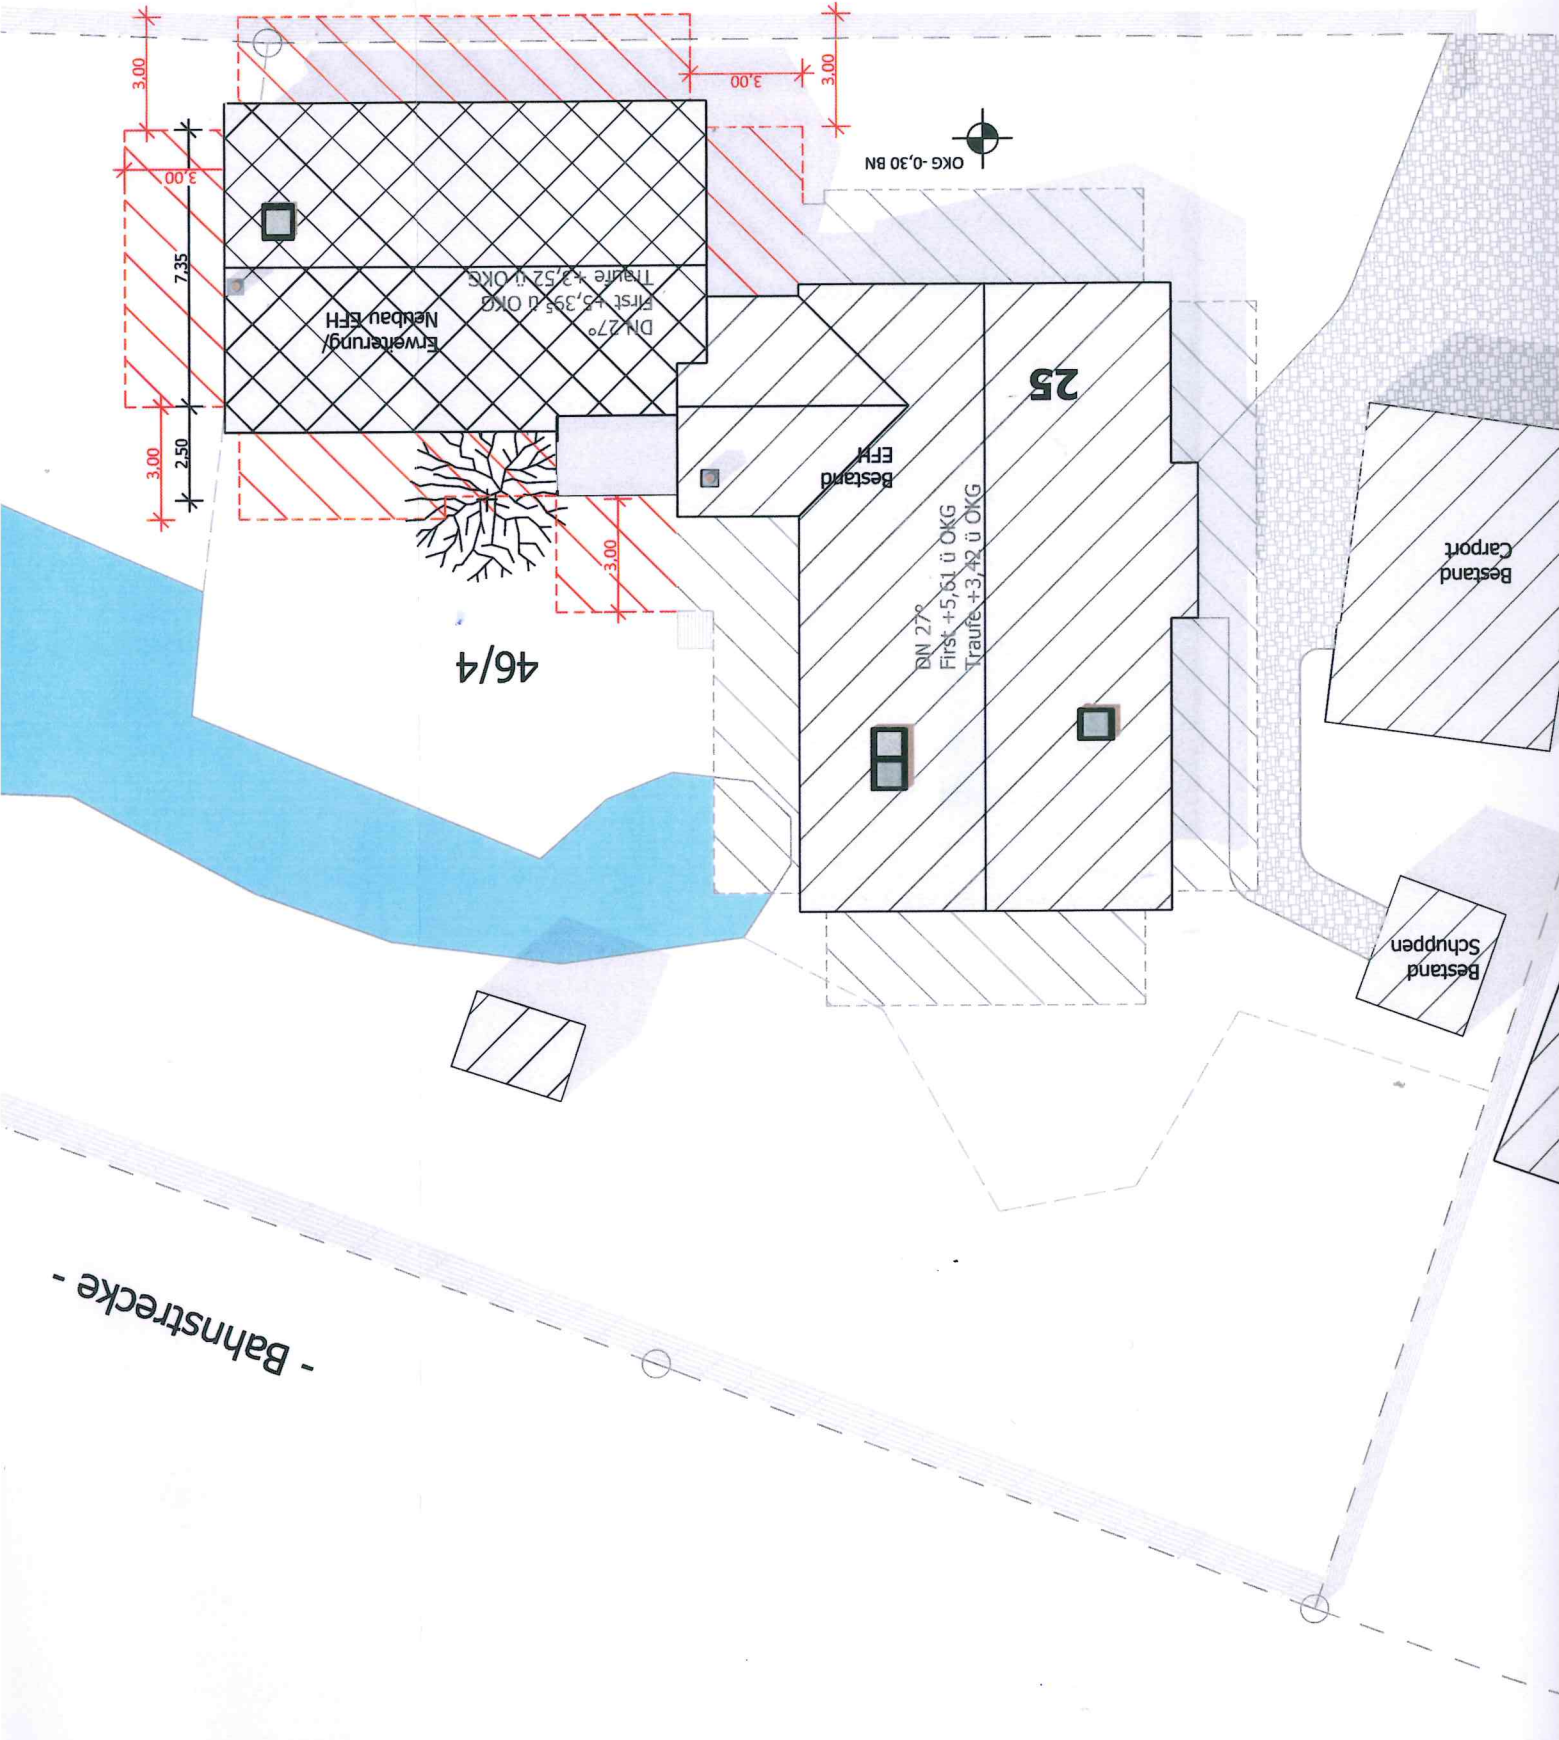 - Bahnstrecke -
Bestand
Schuppen
46/4
Bestand
Carport
DN 27°
First +5,61 ü OKG
Traufe +3,42 ü OKG
Bestand
EFH
25
3,00
3,00
2,50
Erweiterung/
Neubau EFH
DN 27°
First +5,39⁵ ü OKG
Traufe +3,52 ü OKG
7,35
3,00
OKG -0,30 BN
3,00
3,00
3,00